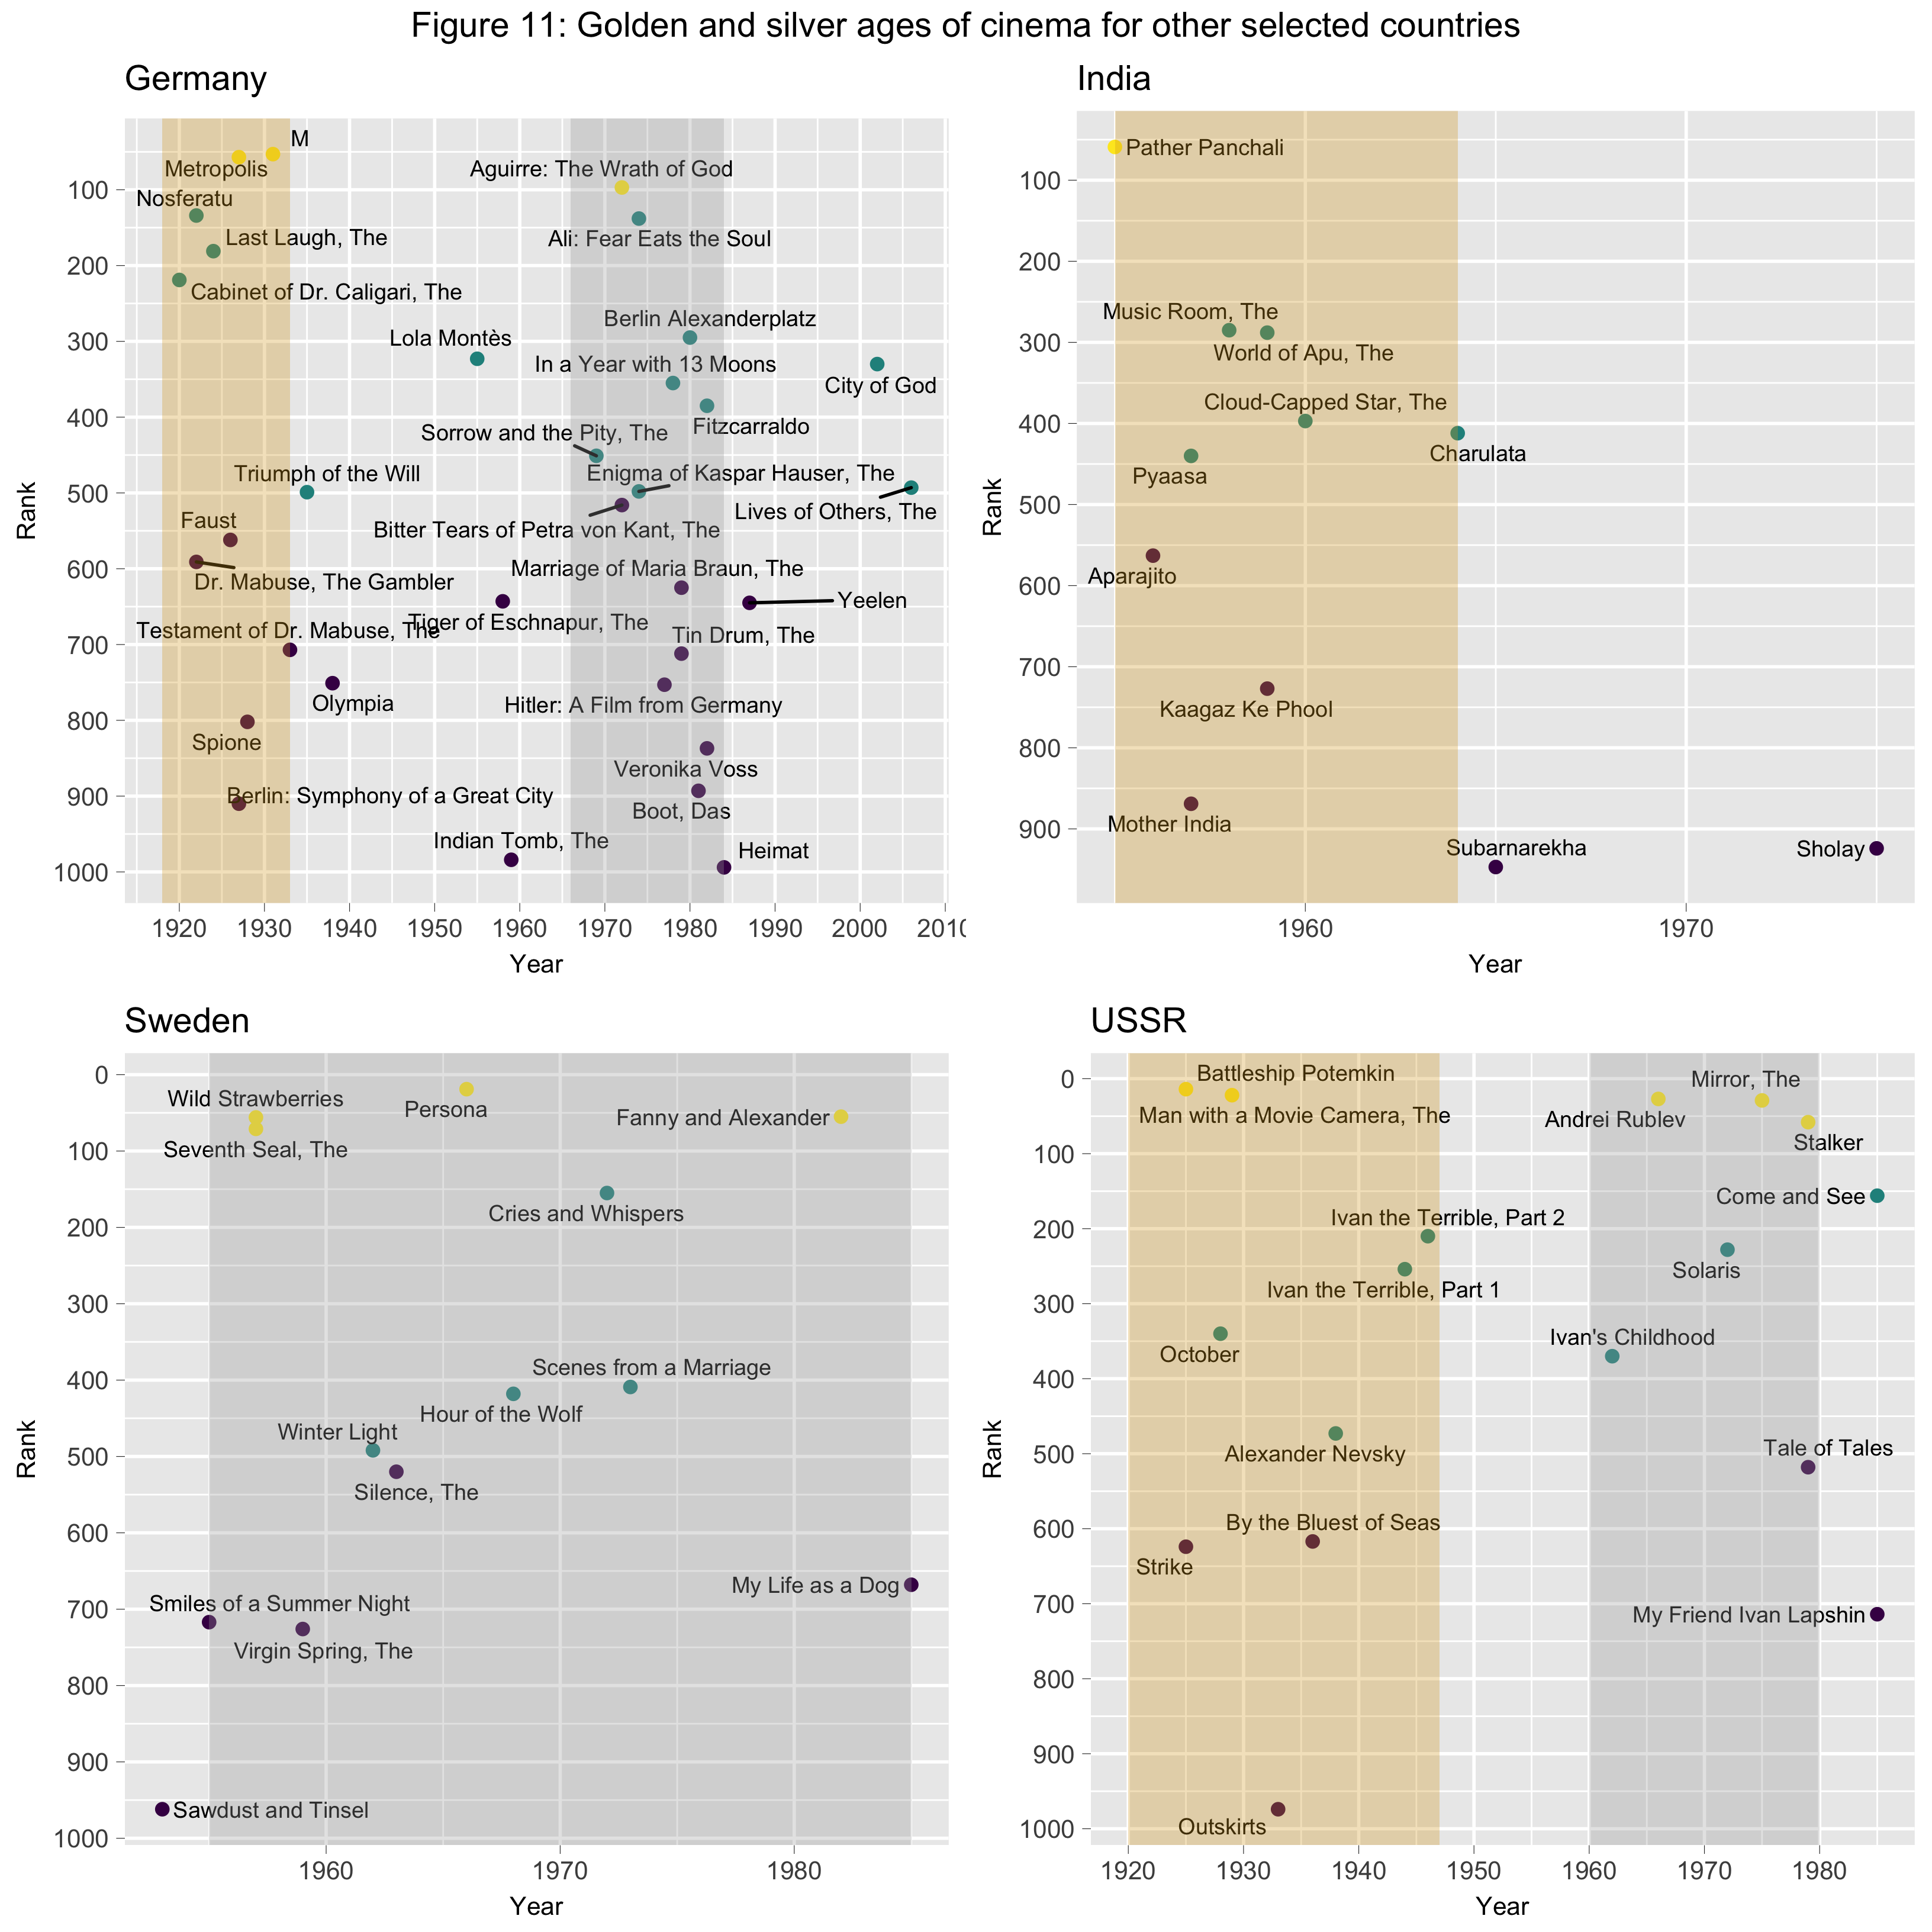 Figure 11: Golden and silver ages of cinema for other selected countries
Germany
M
Metropolis
Aguirre: The Wrath of God
100
Nosferatu
Last Laugh, The
Ali: Fear Eats the Soul
200
Cabinet of Dr. Caligari, The
Berlin Alexanderplatz
Lola Montès
300
In a Year with 13 Moons
City of God
400
Fitzcarraldo
Sorrow and the Pity, The
Triumph of the Will
Enigma of Kaspar Hauser, The
500
Lives of Others, The
Faust
Bitter Tears of Petra von Kant, The
Marriage of Maria Braun, The
600
Dr. Mabuse, The Gambler
Yeelen
Tiger of Eschnapur, The
Testament of Dr. Mabuse, The
Tin Drum, The
700
Olympia
Hitler: A Film from Germany
800
Spione
Veronika Voss
900
Berlin: Symphony of a Great City
Boot, Das
Indian Tomb, The
Heimat
1000
Rank
1920 1930 1940 1950 1960 1970 1980 1990 2000 2010
Year
India
Pather Panchali
100
200
Music Room, The
300
World of Apu, The
Cloud-Capped Star, The
400
Charulata
Pyaasa
500
Aparajito
600
700
Kaagaz Ke Phool
800
Mother India
900
Subarnarekha
Sholay
Rank
1960 1970
Year
Sweden
0
Wild Strawberries
Persona
Fanny and Alexander
100
Seventh Seal, The
200
Cries and Whispers
300
Scenes from a Marriage
400
Hour of the Wolf
Winter Light
500
Silence, The
600
My Life as a Dog
700
Smiles of a Summer Night
Virgin Spring, The
800
900
Sawdust and Tinsel
1000
Rank
1960 1970 1980
Year
USSR
0
Battleship Potemkin
Mirror, The
Man with a Movie Camera, The
Andrei Rublev
Stalker
100
Come and See
200
Ivan the Terrible, Part 2
Solaris
300
Ivan the Terrible, Part 1
Ivan's Childhood
October
400
Alexander Nevsky
Tale of Tales
500
By the Bluest of Seas
600
Strike
700
My Friend Ivan Lapshin
800
900
Outskirts
1000
Rank
1920 1930 1940 1950 1960 1970 1980
Year